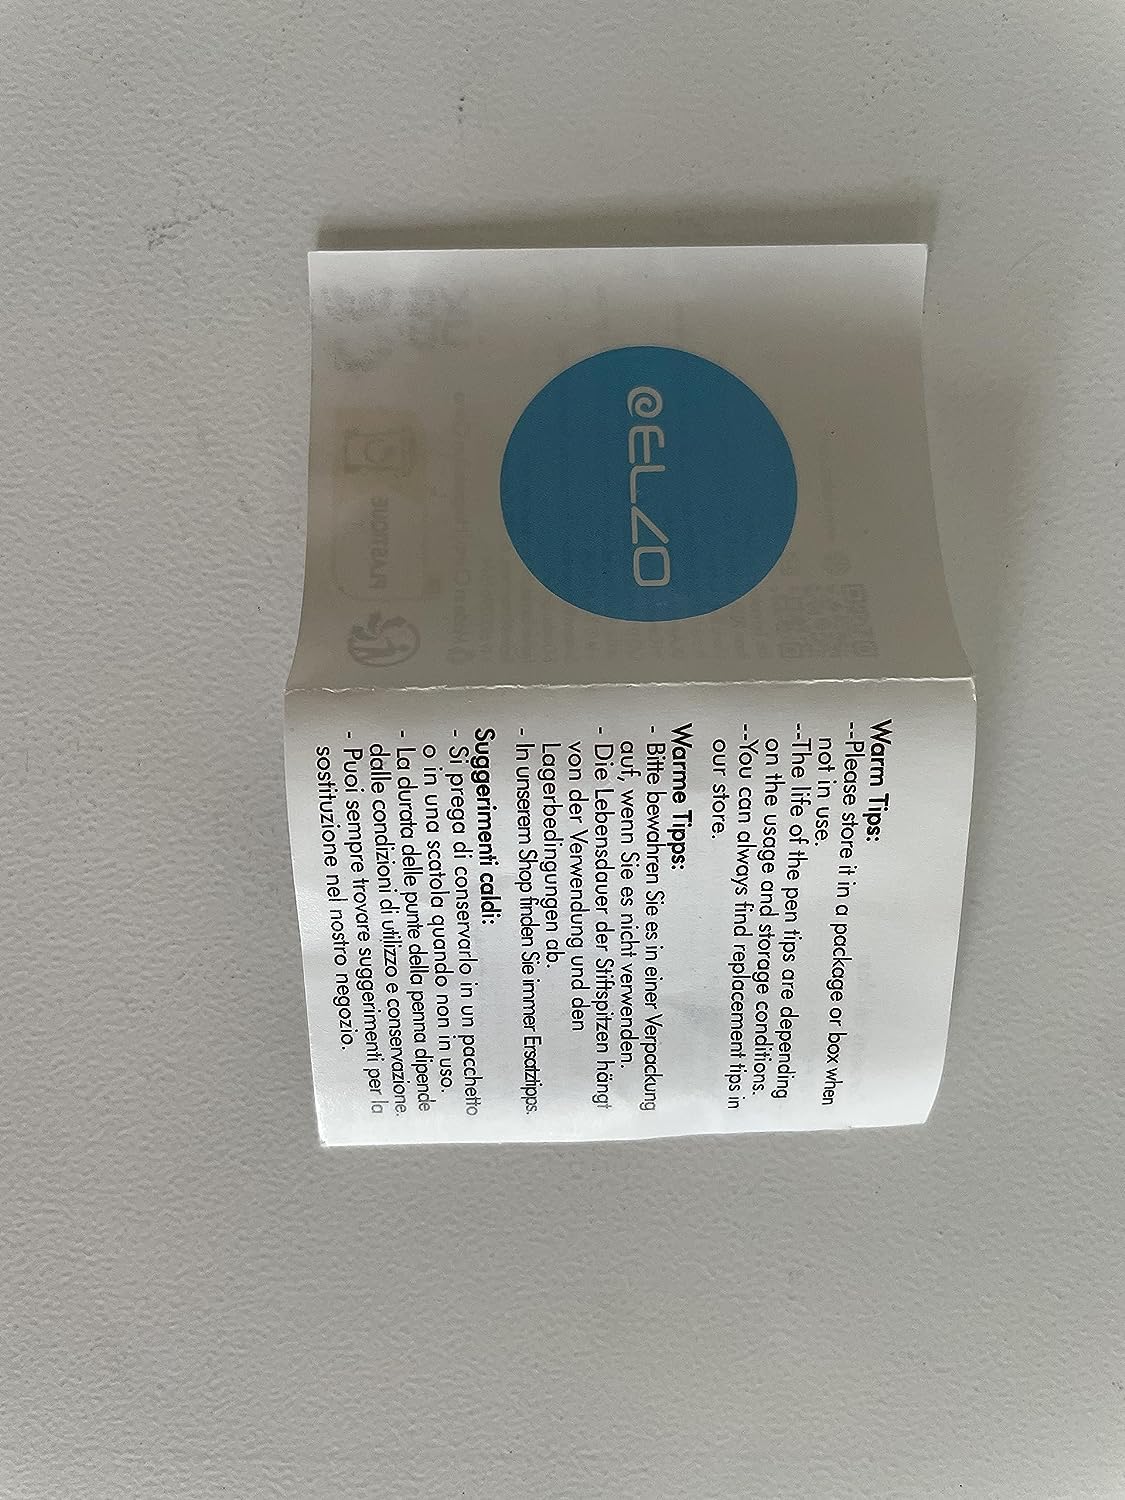 eELZO
Warm Tips:
--Please store it in a package or box when
not in use.
--The life of the pen tips are depending
on the usage and storage conditions.
--You can always find replacement tips in
our store.
Warme Tipps:
- Bitte bewahren Sie es in einer Verpackung
auf, wenn Sie es nicht verwenden.
- Die Lebensdauer der Stiftspitzen hängt
von der Verwendung und den
Lagerbedingungen ab.
- In unserem Shop finden Sie immer Ersatztipps.
Suggerimenti caldi:
- Si prega di conservarlo in un pacchetto
o in una scatola quando non in uso.
- La durata delle punte della penna dipende
dalle condizioni di utilizzo e conservazione.
- Puoi sempre trovare suggerimenti per la
sostituzione nel nostro negozio.